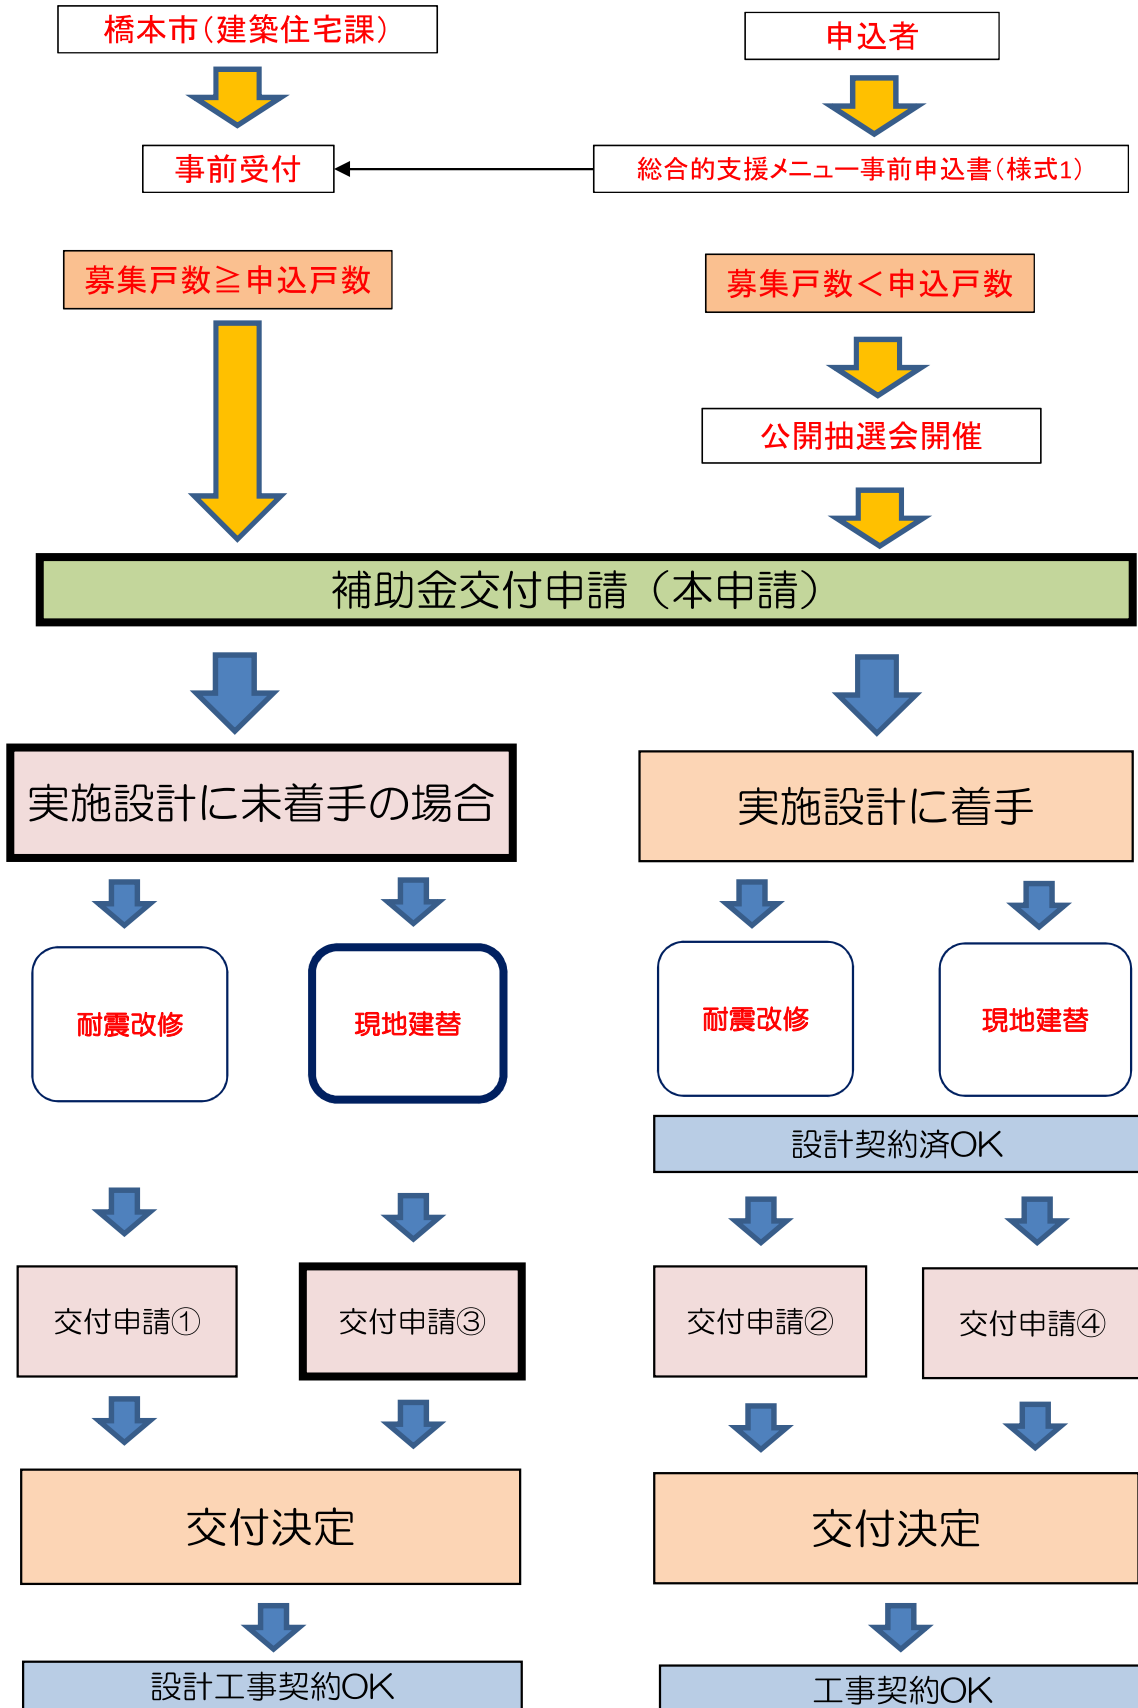 橋本市（建築住宅課）
申込者
事前受付
総合的支援メニュー事前申込書（様式1）
募集戸数≧申込戸数
募集戸数＜申込戸数
公開抽選会開催
補助金交付申請（本申請）
実施設計に未着手の場合
実施設計に着手
耐震改修
現地建替
耐震改修
現地建替
設計契約済OK
交付申請①
交付申請③
交付申請②
交付申請④
交付決定
交付決定
設計工事契約OK
工事契約OK